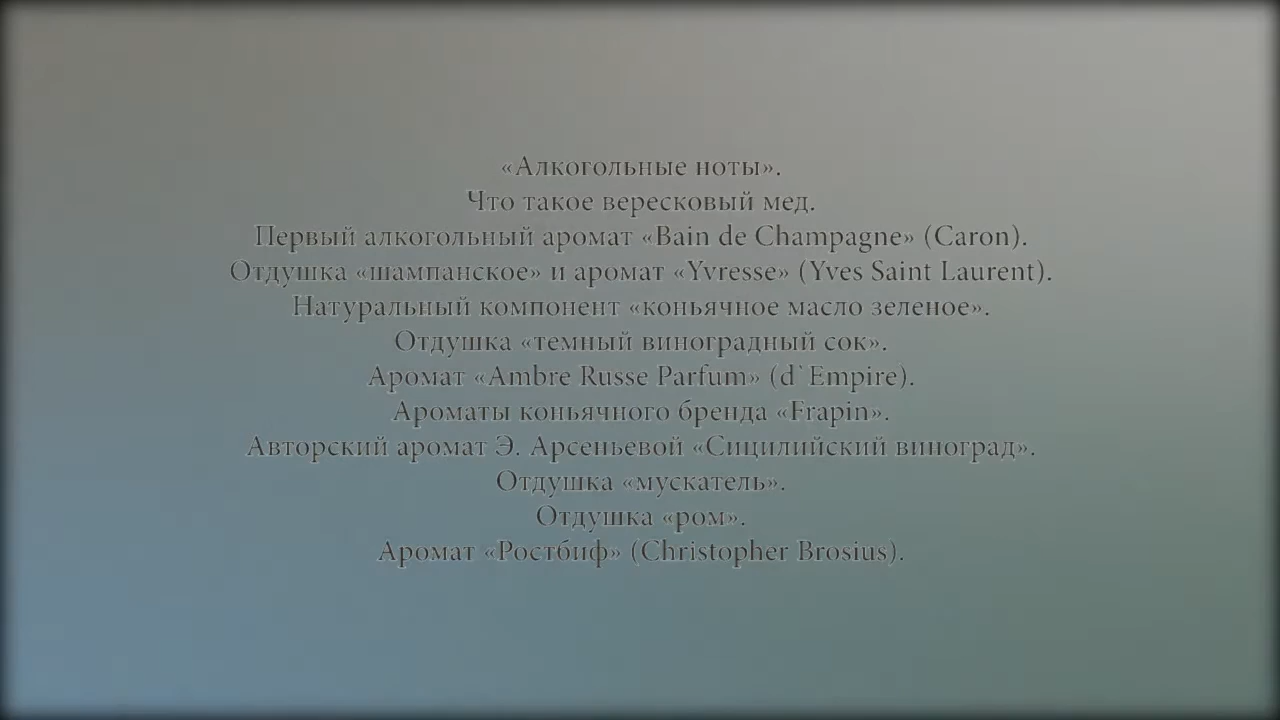 «Алкогольные ноты».
Что такое вересковый мед.
Первый алкогольный аромат «Bain de Champagne» (Caron).
Отдушка «шампанское» и аромат «Yvresse» (Yves Saint Laurent).
Натуральный компонент «коньячное масло зеленое».
Отдушка «темный виноградный сок».
Аромат «Ambre Russe Parfum» (d`Empire).
Ароматы коньячного бренда «Frapin».
Авторский аромат Э. Арсеньевой «Сицилийский виноград».
Отдушка «мускатель».
Отдушка «ром».
Аромат «Ростбиф» (Christopher Brosius).